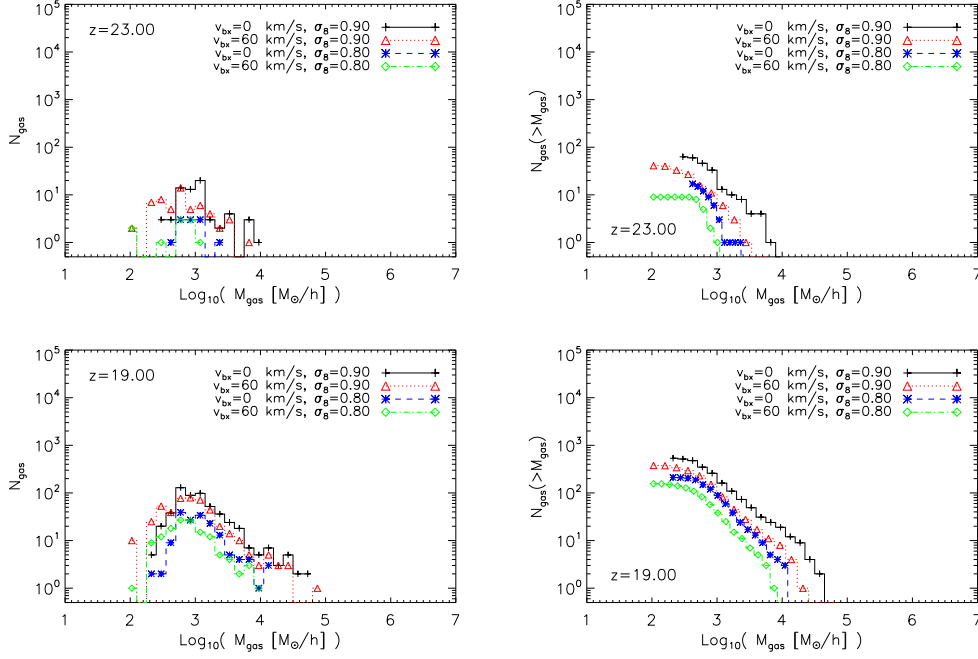 z=23.00
v_bx=0 km/s, σ_8=0.90
v_bx=60 km/s, σ_8=0.90
v_bx=0 km/s, σ_8=0.80
v_bx=60 km/s, σ_8=0.80
10^5
10^4
10^3
10^2
10^1
10^0
N_gas
1 2 3 4 5 6 7
Log_10( M_gas [M_⊙/h] )
v_bx=0 km/s, σ_8=0.90
v_bx=60 km/s, σ_8=0.90
v_bx=0 km/s, σ_8=0.80
v_bx=60 km/s, σ_8=0.80
10^5
10^4
10^3
10^2
10^1
10^0
N_gas(>M_gas)
z=23.00
1 2 3 4 5 6 7
Log_10( M_gas [M_⊙/h] )
z=19.00
v_bx=0 km/s, σ_8=0.90
v_bx=60 km/s, σ_8=0.90
v_bx=0 km/s, σ_8=0.80
v_bx=60 km/s, σ_8=0.80
10^5
10^4
10^3
10^2
10^1
10^0
N_gas
1 2 3 4 5 6 7
Log_10( M_gas [M_⊙/h] )
v_bx=0 km/s, σ_8=0.90
v_bx=60 km/s, σ_8=0.90
v_bx=0 km/s, σ_8=0.80
v_bx=60 km/s, σ_8=0.80
10^5
10^4
10^3
10^2
10^1
10^0
N_gas(>M_gas)
z=19.00
1 2 3 4 5 6 7
Log_10( M_gas [M_⊙/h] )